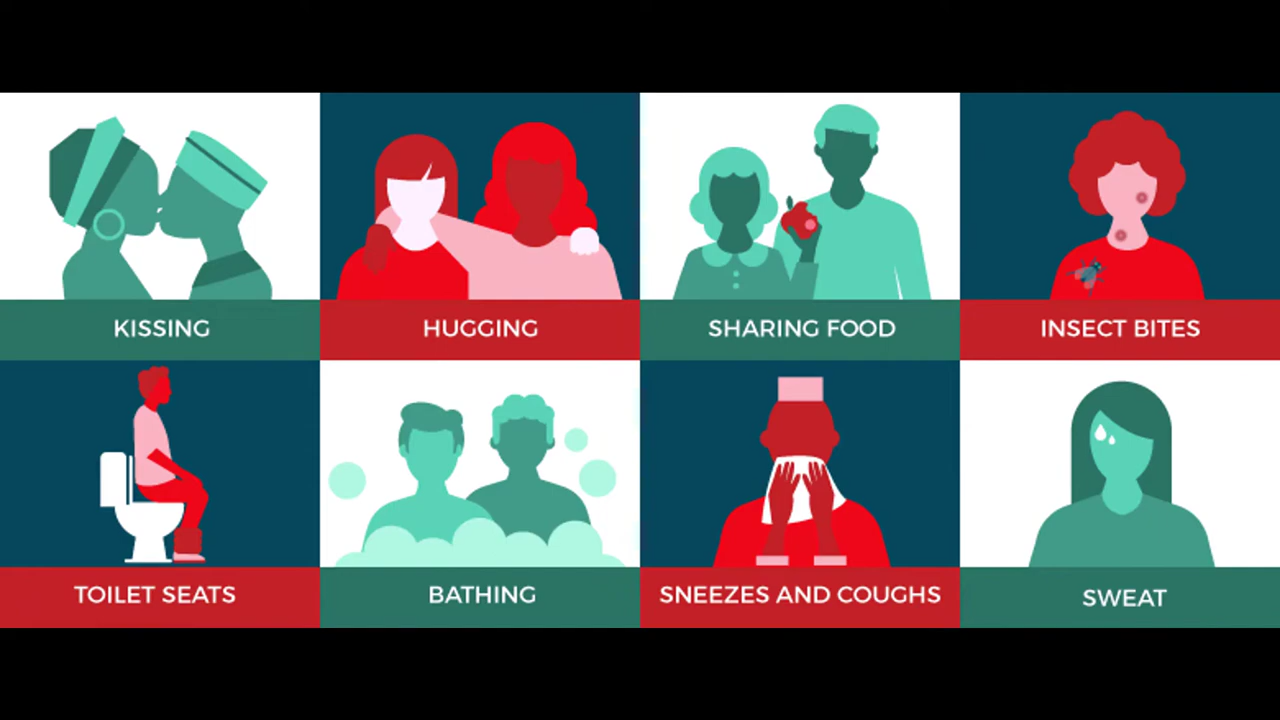 KISSING
HUGGING
SHARING FOOD
INSECT BITES
TOILET SEATS
BATHING
SNEEZES AND COUGHS
SWEAT